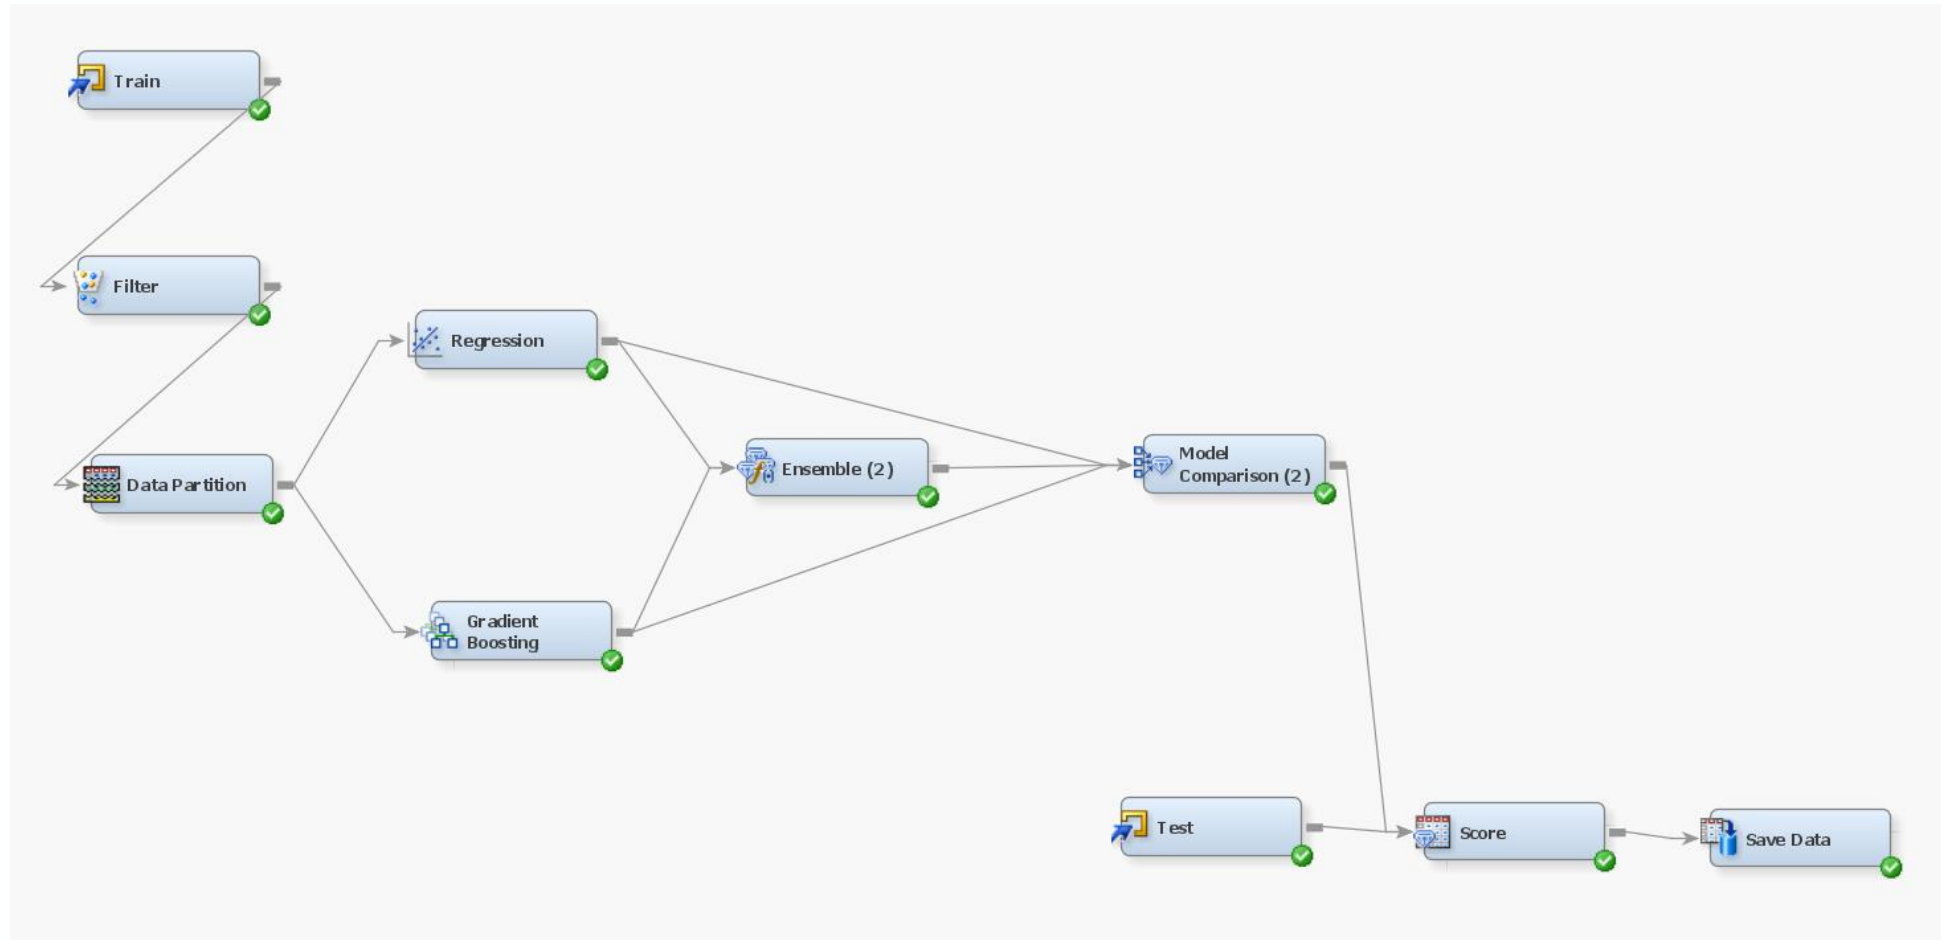 Train
Filter
Data Partition
Regression
Gradient
Boosting
Ensemble (2)
Model
Comparison (2)
Test
Score
Save Data